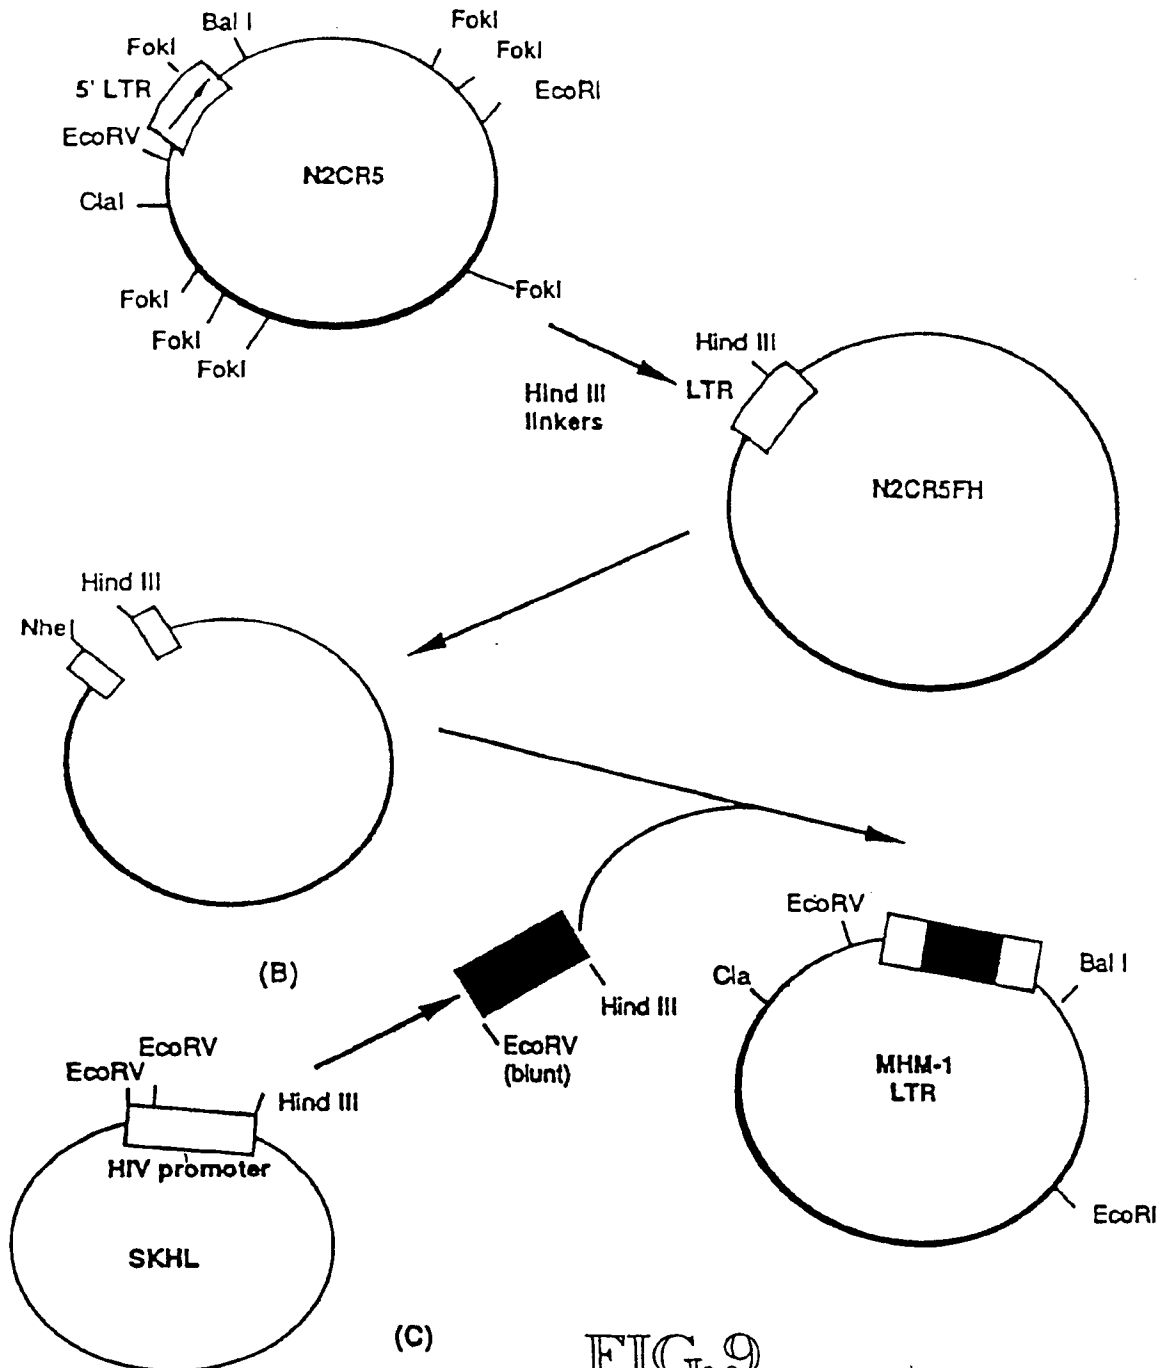 Bal I
FokI
FokI
FokI
5' LTR
EcoRI
EcoRV
N2CR5
ClaI
FokI
FokI
FokI
FokI
Hind III
linkers
Hind III
LTR
N2CR5FH
Hind III
NheI
(B)
EcoRV
(blunt)
Hind III
EcoRV
EcoRV
Hind III
HIV promoter
SKHL
EcoRV
Cla
Bal I
MHM-1
LTR
EcoRI
(C)
FIG. 9